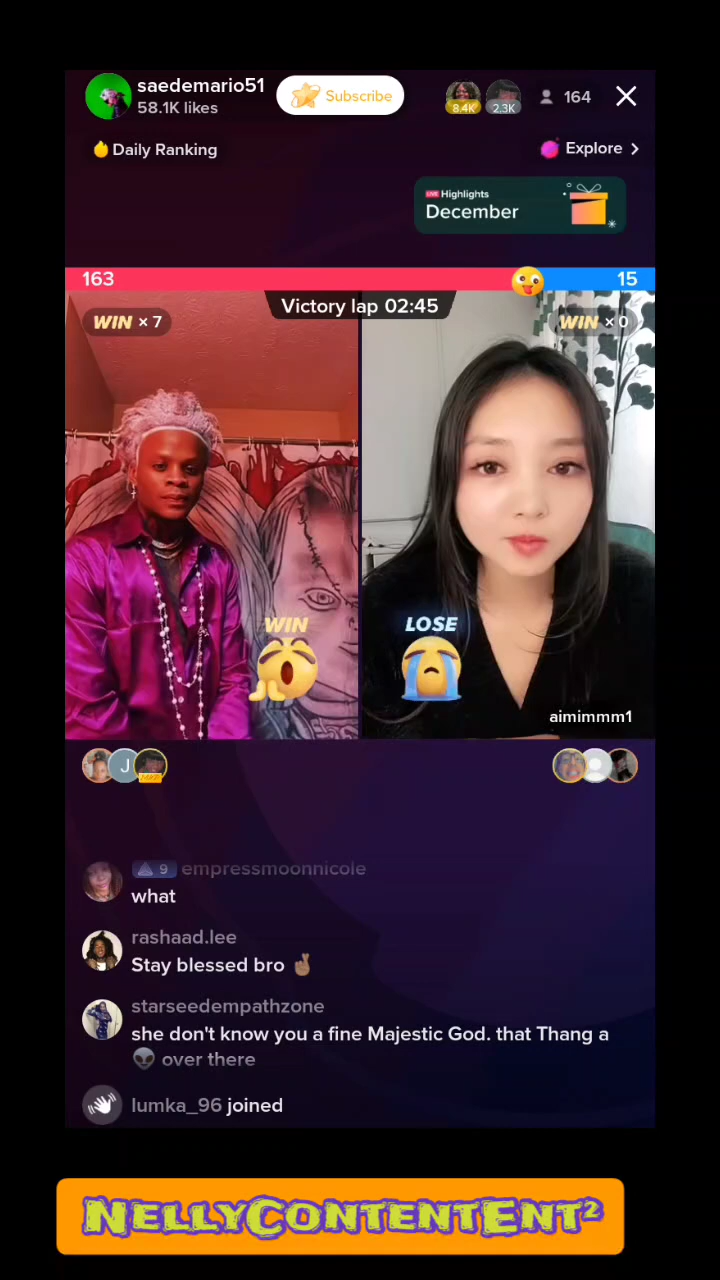 saedemario51
58.1K likes
Subscribe
8.4K
2.3K
164
Daily Ranking
Explore
LIVE Highlights
December
163
15
Victory lap 02:45
WIN × 7
WIN × 0
WIN
LOSE
aimimmm1
J
9 empressmoonnicole
what
rashaad.lee
Stay blessed bro 🤞🏽
starseedempathzone
she don't know you a fine Majestic God. that Thang a
👽 over there
lumka_96 joined
NELLYCONTENTENT²